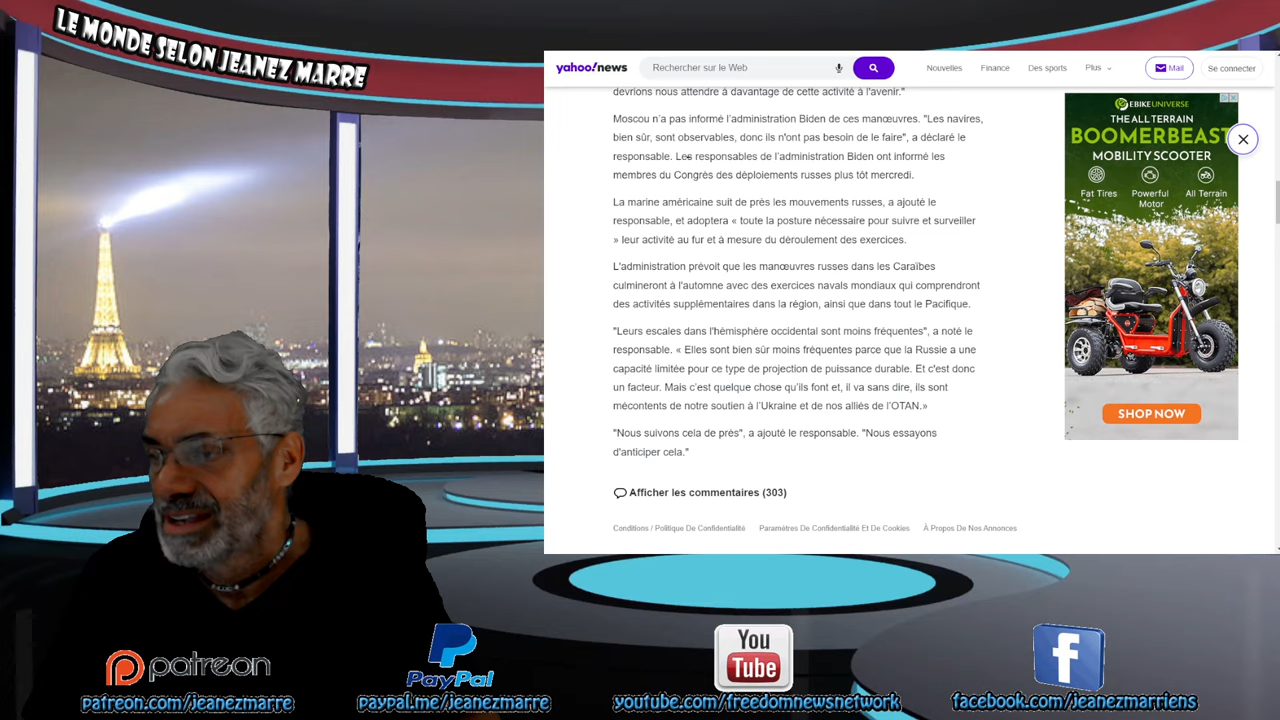 LE MONDE SELON JEANEZ MARRE
yahoo!news
Rechercher sur le Web
Nouvelles
Finance
Des sports
Plus
Mail
Se connecter
devrions nous attendre à davantage de cette activité à l'avenir."
Moscou n'a pas informé l'administration Biden de ces manœuvres. "Les navires,
bien sûr, sont observables, donc ils n'ont pas besoin de le faire", a déclaré le
responsable. Les responsables de l'administration Biden ont informé les
membres du Congrès des déploiements russes plus tôt mercredi.
La marine américaine suit de près les mouvements russes, a ajouté le
responsable, et adoptera « toute la posture nécessaire pour suivre et surveiller
» leur activité au fur et à mesure du déroulement des exercices.
L'administration prévoit que les manœuvres russes dans les Caraïbes
culmineront à l'automne avec des exercices navals mondiaux qui comprendront
des activités supplémentaires dans la région, ainsi que dans tout le Pacifique.
"Leurs escales dans l'hémisphère occidental sont moins fréquentes", a noté le
responsable. « Elles sont bien sûr moins fréquentes parce que la Russie a une
capacité limitée pour ce type de projection de puissance durable. Et c'est donc
un facteur. Mais c'est quelque chose qu'ils font et, il va sans dire, ils sont
mécontents de notre soutien à l'Ukraine et de nos alliés de l'OTAN.»
"Nous suivons cela de près", a ajouté le responsable. "Nous essayons
d'anticiper cela."
Afficher les commentaires (303)
Conditions / Politique De Confidentialité
Paramètres De Confidentialité Et De Cookies
À Propos De Nos Annonces
EBIKEUNIVERSE
THE ALL TERRAIN
BOOMERBEAST
MOBILITY SCOOTER
Fat Tires
Powerful
Motor
All Terrain
SHOP NOW
patreon
PayPal
You
Tube
f
patreon.com/jeanezmarre
paypal.me/jeanezmarre
youtube.com/freedomnewsnetwork
facebook.com/jeanezmarriens